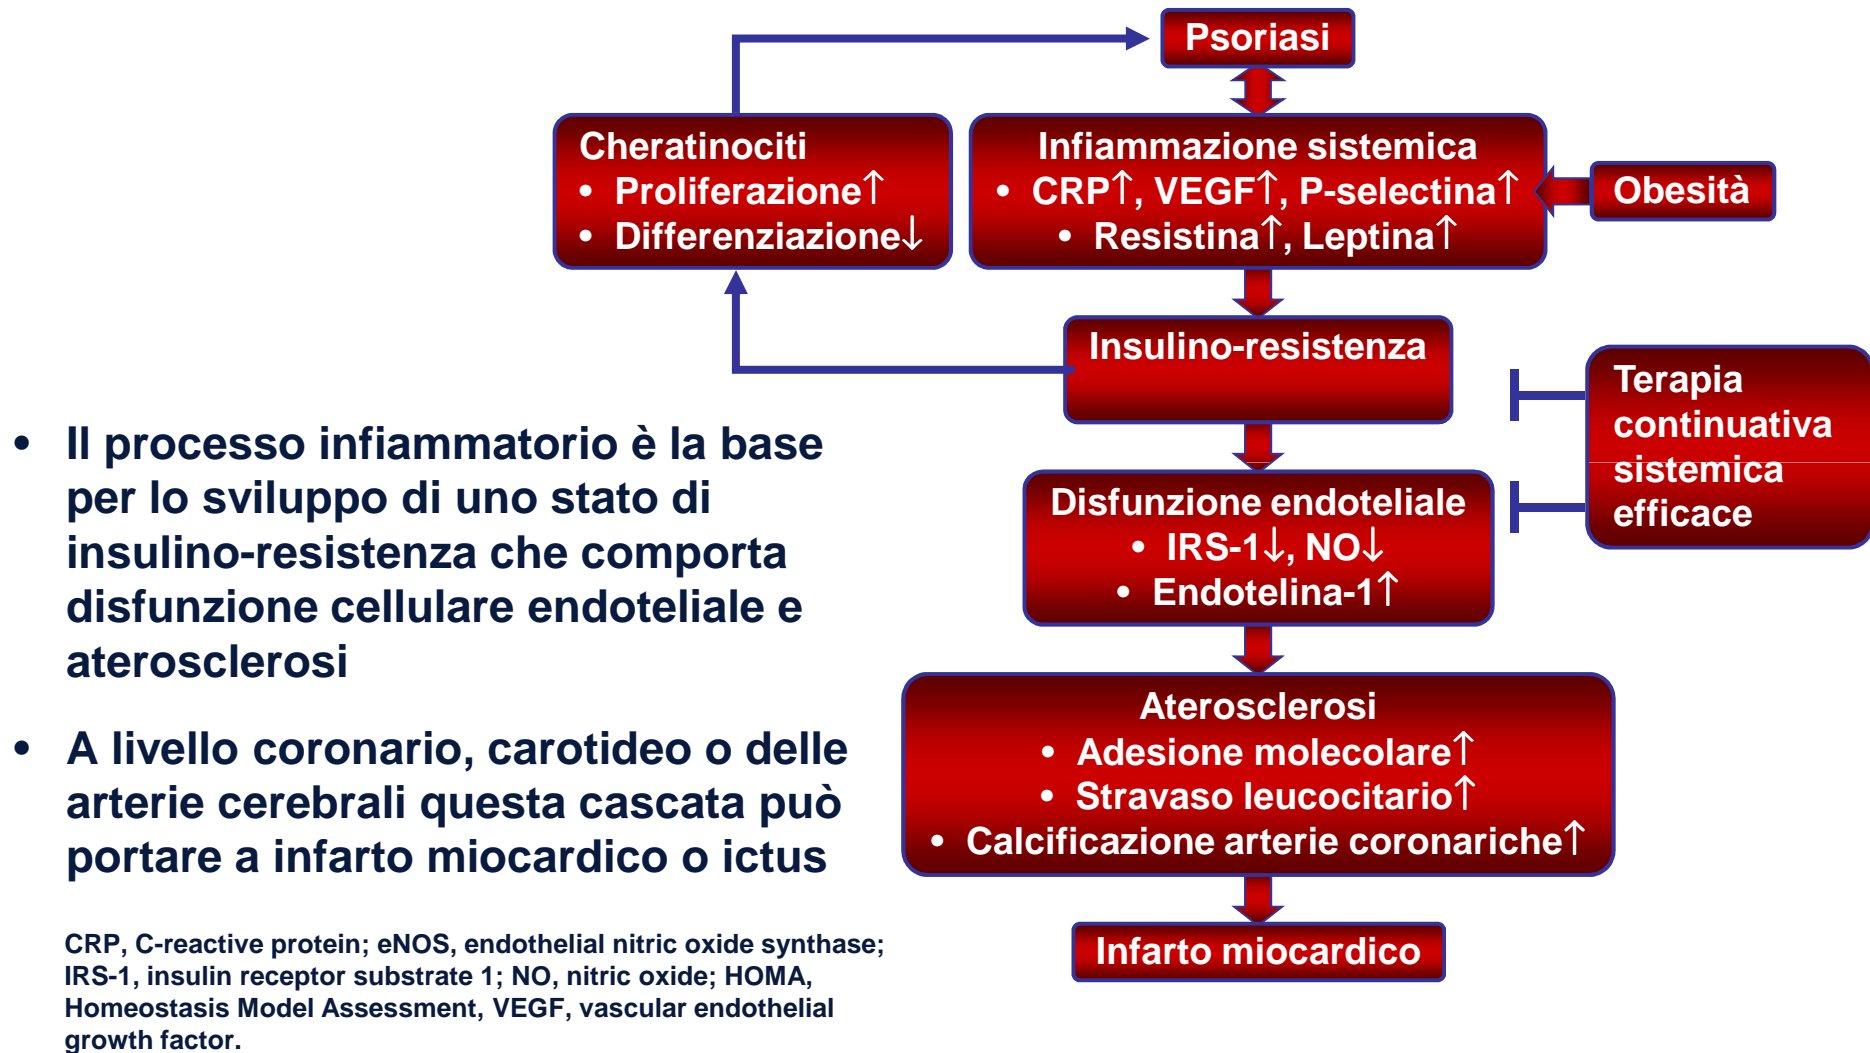 Psoriasi
Cheratinociti
• Proliferazione↑
• Differenziazione↓
Infiammazione sistemica
• CRP↑, VEGF↑, P-selectina↑
• Resistina↑, Leptina↑
Obesità
Insulino-resistenza
Terapia
continuativa
sistemica
efficace
• Il processo infiammatorio è la base
per lo sviluppo di uno stato di
insulino-resistenza che comporta
disfunzione cellulare endoteliale e
aterosclerosi
Disfunzione endoteliale
• IRS-1↓, NO↓
• Endotelina-1↑
• A livello coronario, carotideo o delle
arterie cerebrali questa cascata può
portare a infarto miocardico o ictus
Aterosclerosi
• Adesione molecolare↑
• Stravaso leucocitario↑
• Calcificazione arterie coronariche↑
Infarto miocardico
CRP, C-reactive protein; eNOS, endothelial nitric oxide synthase;
IRS-1, insulin receptor substrate 1; NO, nitric oxide; HOMA,
Homeostasis Model Assessment, VEGF, vascular endothelial
growth factor.